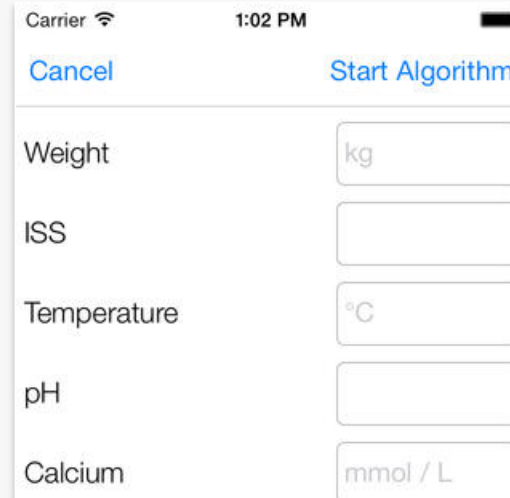 Carrier 1:02 PM
Cancel Start Algorithm
Weight kg
ISS
Temperature °C
pH
Calcium mmol / L